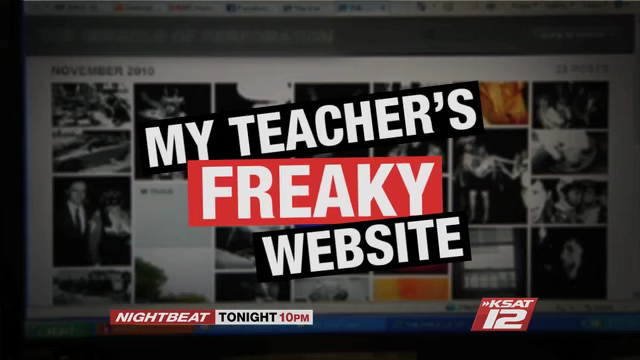 NOVEMBER 2010
MY TEACHER'S
FREAKY
WEBSITE
NIGHTBEAT TONIGHT 10PM
KSAT
12